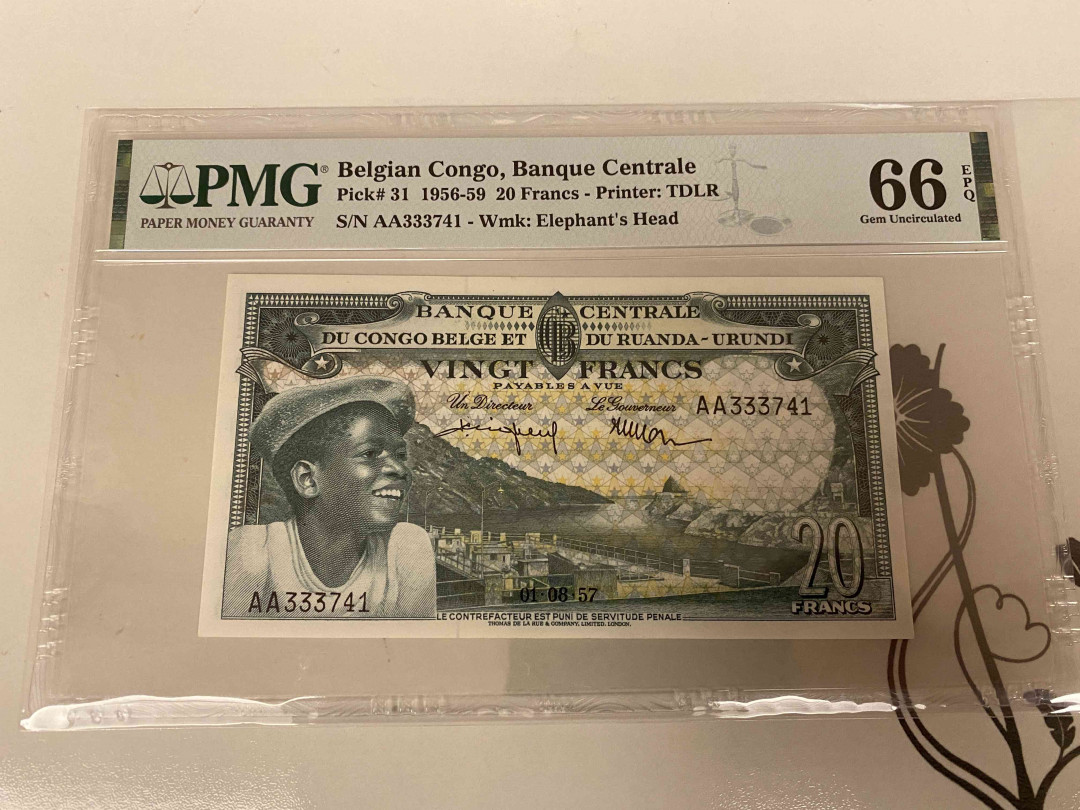 PMG®
PAPER MONEY GUARANTY
Belgian Congo, Banque Centrale
Pick# 31 1956-59 20 Francs - Printer: TDLR
S/N AA333741 - Wmk: Elephant's Head
66
EPQ
Gem Uncirculated
BANQUE CENTRALE
DU CONGO BELGE ET DU RUANDA-URUNDI
VINGT FRANCS
PAYABLES A VUE
Un Directeur Le Gouverneur AA333741
20
FRANCS
01-08-57
AA333741
LE CONTREFACTEUR EST PUNI DE SERVITUDE PENALE
THOMAS DE LA RUE & COMPANY, LIMITED. LONDON.